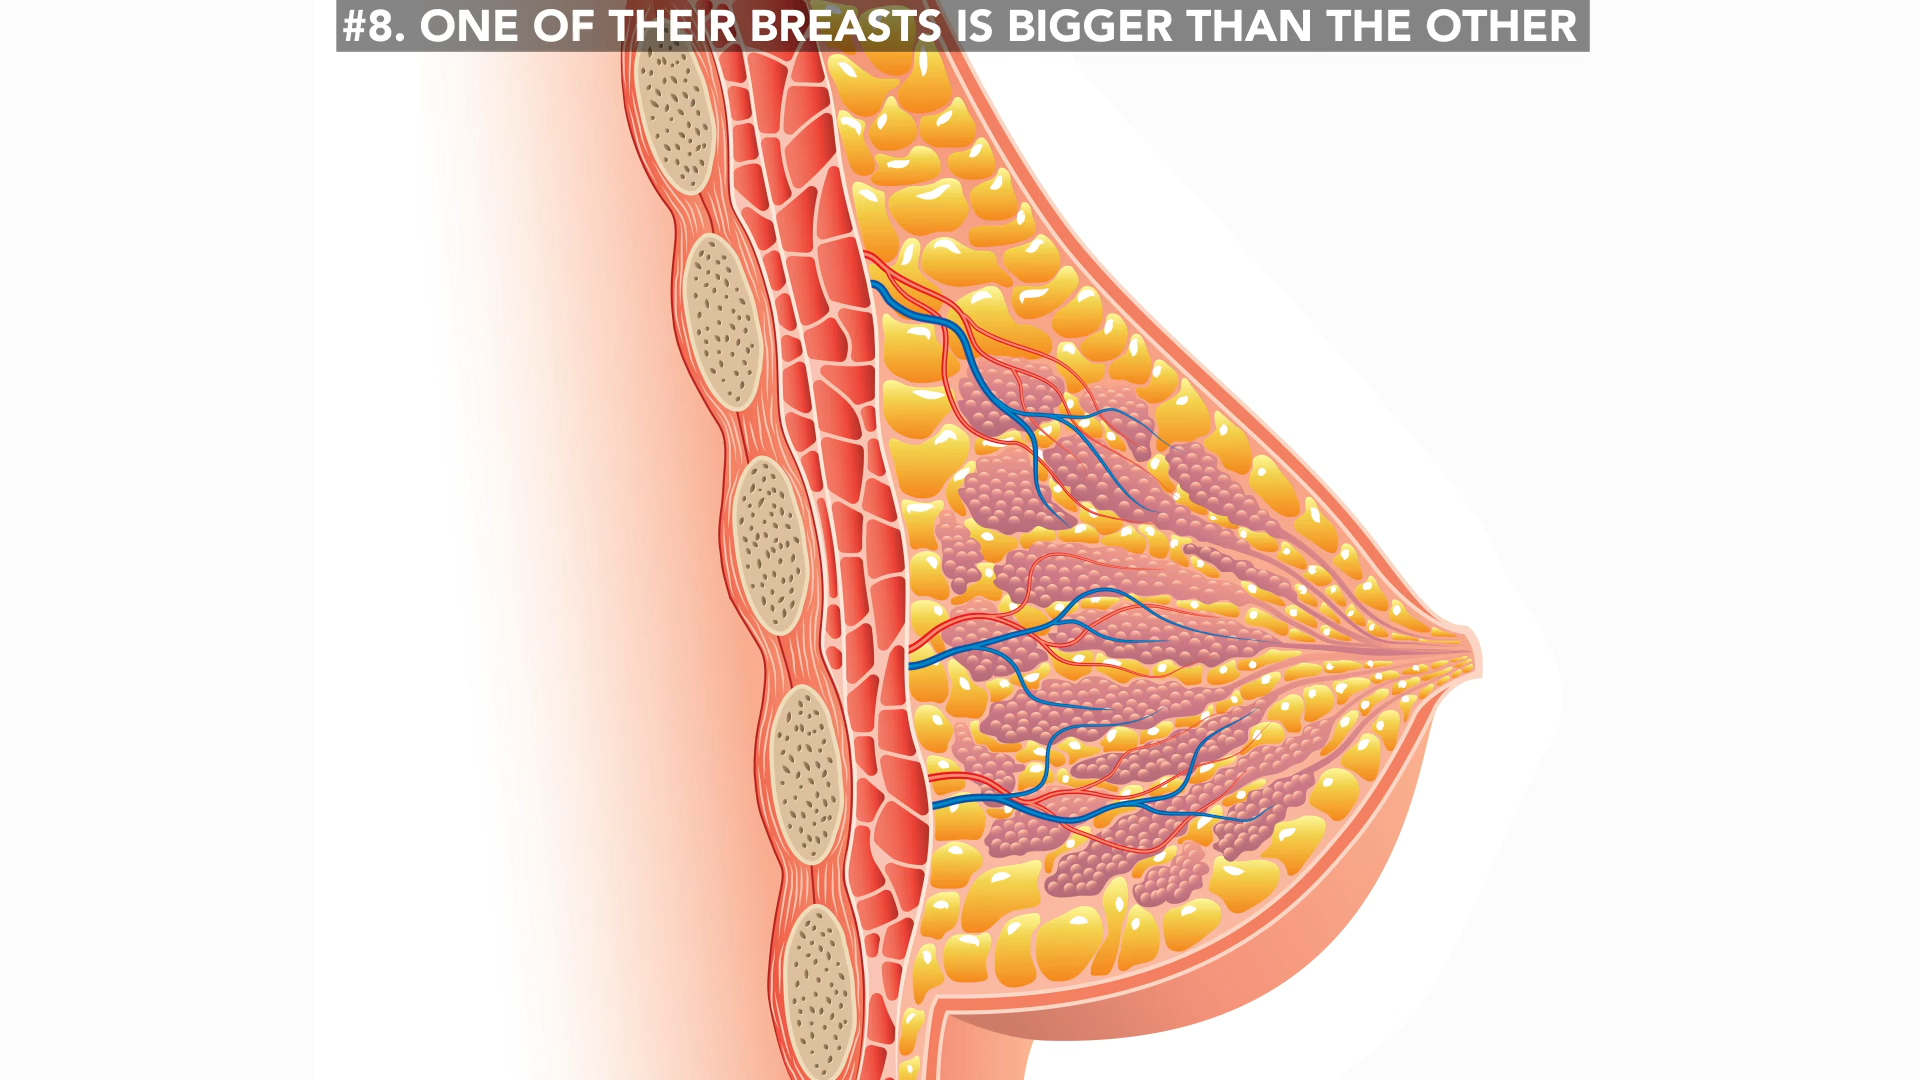 #8. ONE OF THEIR BREASTS IS BIGGER THAN THE OTHER